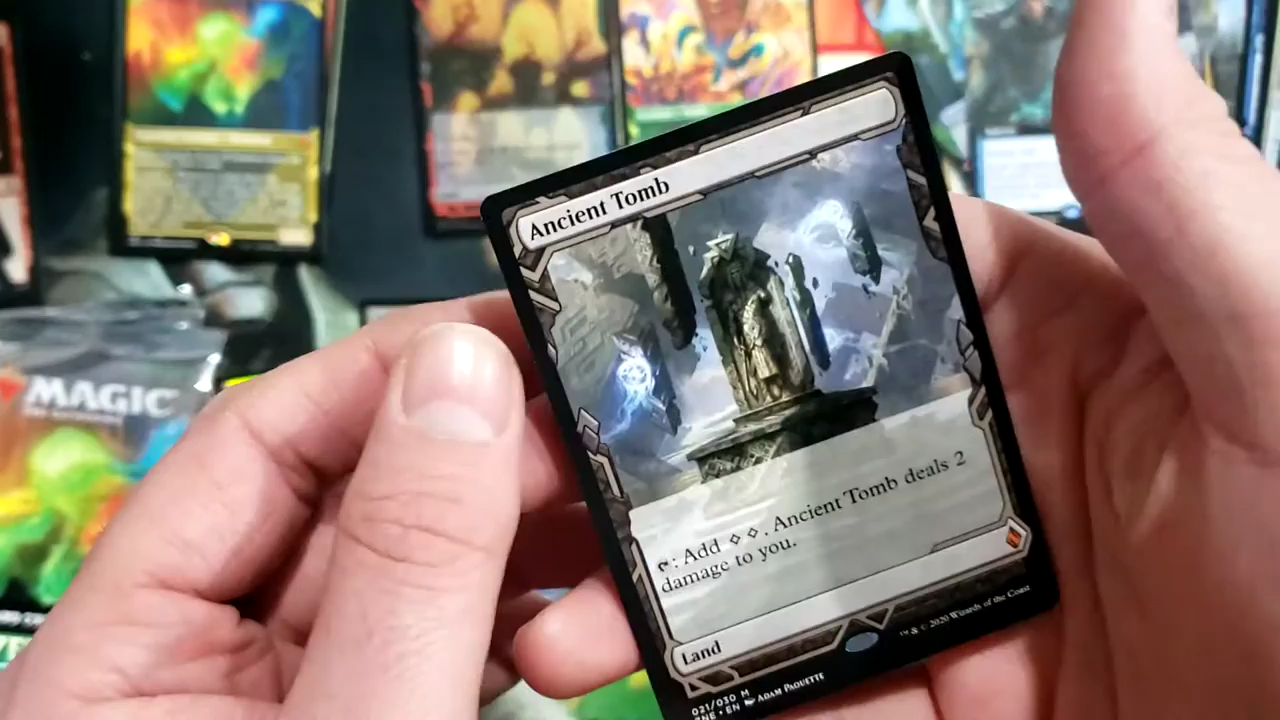 Ancient Tomb
: Add . Ancient Tomb deals 2
damage to you.
Land
021/030 M
ZNE • EN ADAM PAQUETTE
™ & © 2020 Wizards of the Coast
MAGIC